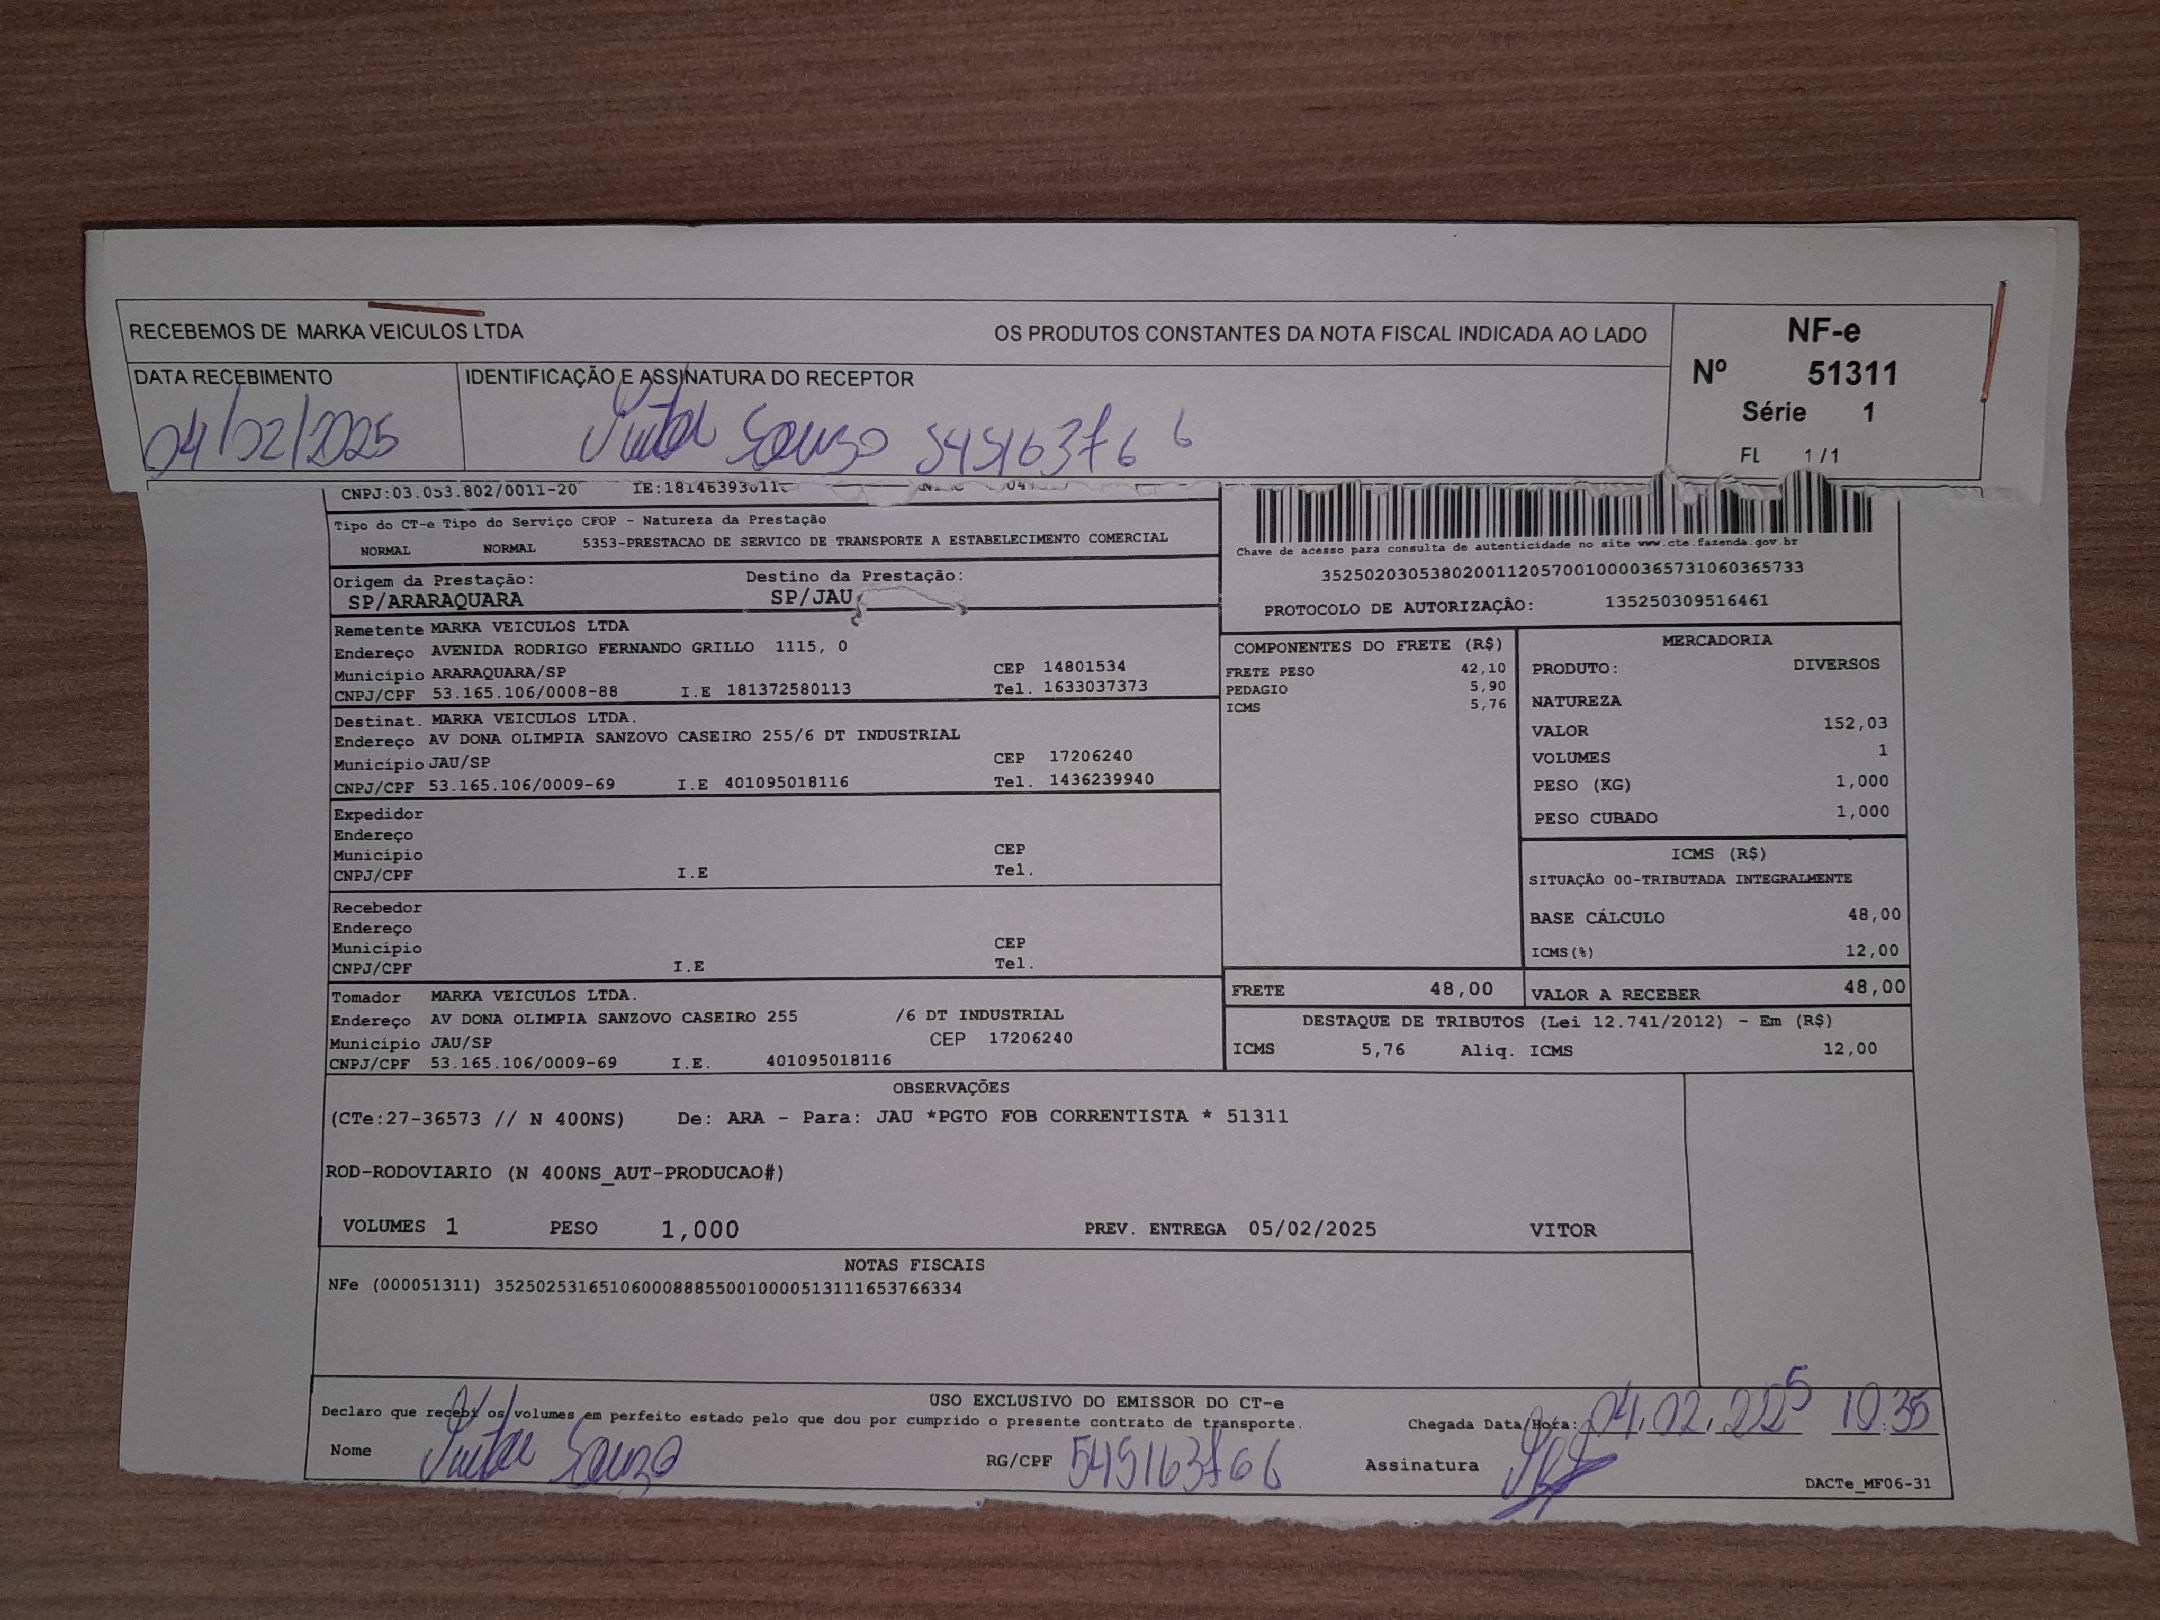 RECEBEMOS DE MARKA VEICULOS LTDA OS PRODUTOS CONSTANTES DA NOTA FISCAL INDICADA AO LADO
NF-e
Nº 51311
Série 1
FL 1/1
DATA RECEBIMENTO IDENTIFICAÇÃO E ASSINATURA DO RECEPTOR
04/02/2025 Vitor Souza 545163766
CNPJ:03.053.802/0011-20
Tipo do CT-e Tipo do Serviço CFOP - Natureza da Prestação
NORMAL NORMAL 5353-PRESTACAO DE SERVICO DE TRANSPORTE A ESTABELECIMENTO COMERCIAL
Chave de acesso para consulta de autenticidade no site www.cte.fazenda.gov.br
35250203053802001120570010000365731060365733
PROTOCOLO DE AUTORIZAÇÃO: 135250309516461
Origem da Prestação: Destino da Prestação:
SP/ARARAQUARA SP/JAU
Remetente MARKA VEICULOS LTDA
Endereço AVENIDA RODRIGO FERNANDO GRILLO 1115, 0
Município ARARAQUARA/SP CEP 14801534
CNPJ/CPF 53.165.106/0008-88 I.E 181372580113 Tel. 1633037373
Destinat. MARKA VEICULOS LTDA.
Endereço AV DONA OLIMPIA SANZOVO CASEIRO 255/6 DT INDUSTRIAL
Município JAU/SP CEP 17206240
CNPJ/CPF 53.165.106/0009-69 I.E 401095018116 Tel. 1436239940
Expedidor
Endereço
Município CEP
CNPJ/CPF I.E Tel.
Recebedor
Endereço
Município CEP
CNPJ/CPF I.E Tel.
Tomador MARKA VEICULOS LTDA.
Endereço AV DONA OLIMPIA SANZOVO CASEIRO 255 /6 DT INDUSTRIAL
Município JAU/SP CEP 17206240
CNPJ/CPF 53.165.106/0009-69 I.E. 401095018116
COMPONENTES DO FRETE (R$)
FRETE PESO 42,10
PEDAGIO 5,90
ICMS 5,76
MERCADORIA
PRODUTO: DIVERSOS
NATUREZA
VALOR 152,03
VOLUMES 1
PESO (KG) 1,000
PESO CUBADO 1,000
ICMS (R$)
SITUAÇÃO 00-TRIBUTADA INTEGRALMENTE
BASE CÁLCULO 48,00
ICMS(%) 12,00
FRETE 48,00 VALOR A RECEBER 48,00
DESTAQUE DE TRIBUTOS (Lei 12.741/2012) - Em (R$)
ICMS 5,76 Aliq. ICMS 12,00
OBSERVAÇÕES
(CTe:27-36573 // N 400NS) De: ARA - Para: JAU *PGTO FOB CORRENTISTA * 51311
ROD-RODOVIARIO (N 400NS_AUT-PRODUCAO#)
VOLUMES 1 PESO 1,000 PREV. ENTREGA 05/02/2025 VITOR
NOTAS FISCAIS
NFe (000051311) 35250253165106000888550010000513111653766334
USO EXCLUSIVO DO EMISSOR DO CT-e
Declaro que recebi os volumes em perfeito estado pelo que dou por cumprido o presente contrato de transporte. Chegada Data/Hora: 04.02. 10:35
Nome Vitor Souza RG/CPF 545163766 Assinatura
DACTe_MF06-31